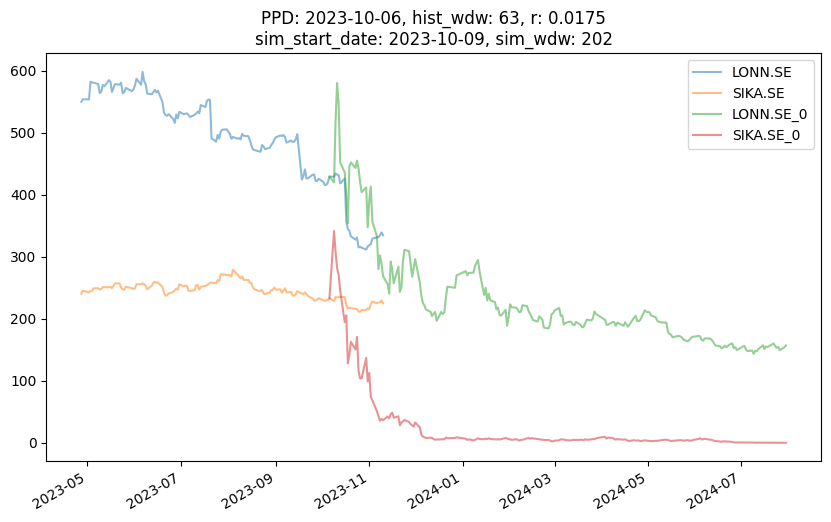 PPD: 2023-10-06, hist_wdw: 63, r: 0.0175
sim_start_date: 2023-10-09, sim_wdw: 202
LONN.SE
SIKA.SE
LONN.SE_0
SIKA.SE_0
600
500
400
300
200
100
0
2023-05
2023-07
2023-09
2023-11
2024-01
2024-03
2024-05
2024-07